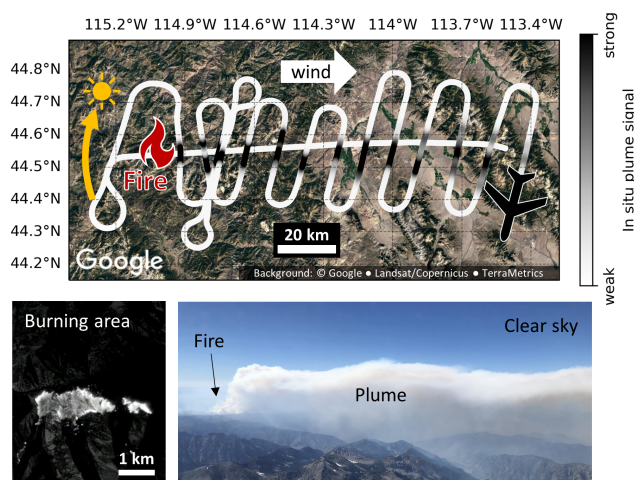 115.2°W 114.9°W 114.6°W 114.3°W 114°W 113.7°W 113.4°W
strong
44.8°N
wind
44.7°N
44.6°N
44.5°N
Fire
44.4°N
44.3°N
20 km
44.2°N
Google
Background: © Google ● Landsat/Copernicus ● TerraMetrics
In situ plume signal
weak
Burning area
1 km
Clear sky
Fire
Plume